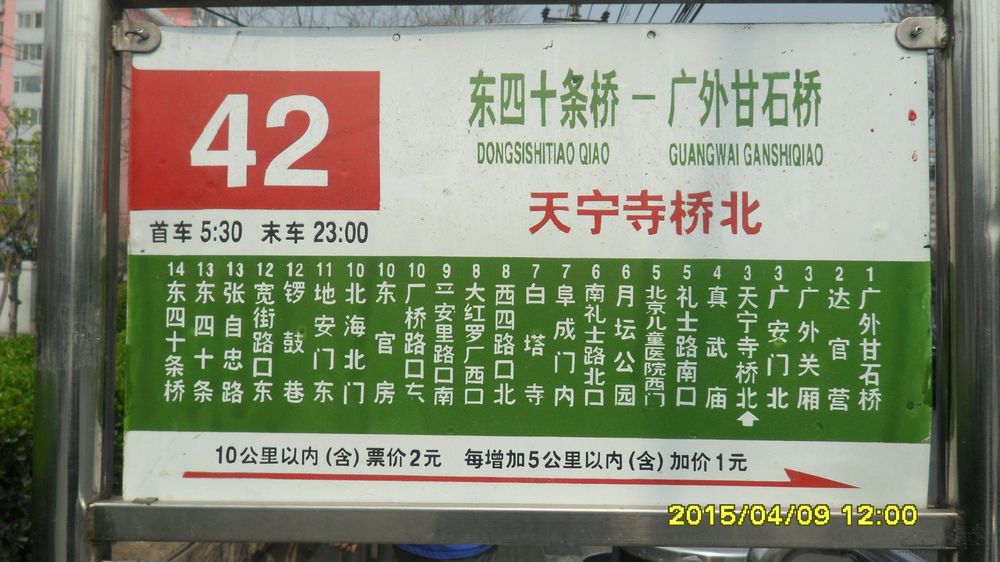 42
东四十条桥 — 广外甘石桥
DONGSISHITIAO QIAO GUANGWAI GANSHIQIAO
天宁寺桥北
首车 5:30 末车 23:00
14 东四十条桥
13 东四十条
13 张自忠路
12 宽街路口东
12 锣鼓巷
11 地安门东
10 北海北门
10 东官房
10 厂桥路口东
9 平安里路口南
8 大红罗厂西口
8 西四路口北
7 白塔寺
7 阜成门内
6 南礼士路北口
6 月坛公园
5 北京儿童医院西门
5 礼士路南口
4 真武庙
3 天宁寺桥北
3 广安门北
3 广外关厢
2 达官营
1 广外甘石桥
10公里以内(含)票价2元 每增加5公里以内(含)加价1元
2015/04/09 12:00